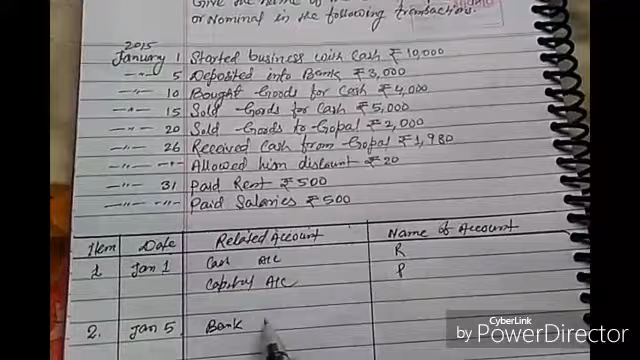 Give the name of the
or Nominal in the following transactions.
2015
January 1 Started business with Cash ₹ 10,000
—"— 5 Deposited into Bank ₹ 3,000
—"— 10 Bought Goods for Cash ₹ 4,000
—"— 15 Sold Goods for Cash ₹ 5,000
—"— 20 Sold Goods to Gopal ₹ 2,000
—"— 26 Received Cash from Gopal ₹ 1,980
—"— —"— Allowed him discount ₹ 20
—"— 31 Paid Rent ₹ 500
—"— —"— Paid Salaries ₹ 500
Item Date Related Account Name of Account
1 Jan 1 Cash A/C R
Capital A/C P
2. Jan 5. Bank
CyberLink
by PowerDirector